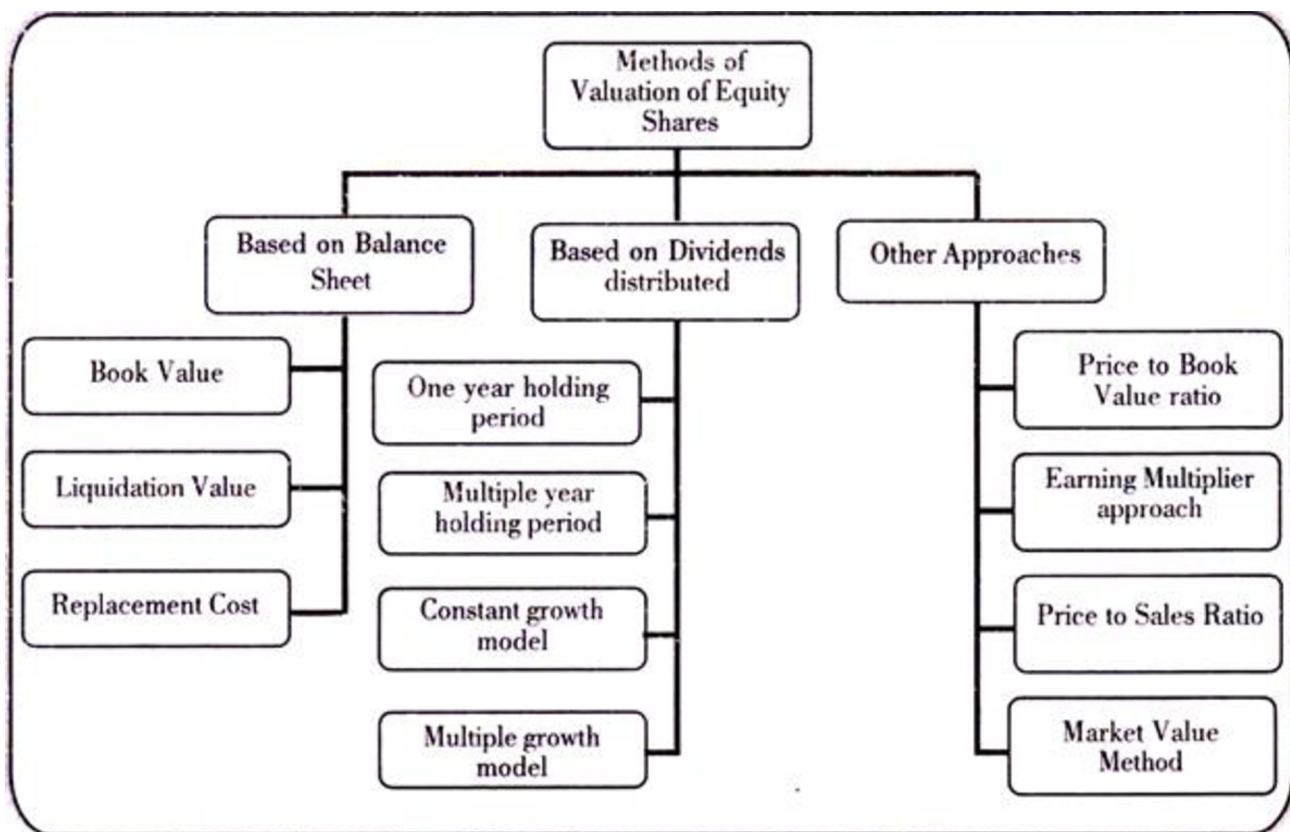 Methods of
Valuation of Equity
Shares
Based on Balance
Sheet
Based on Dividends
distributed
Other Approaches
Book Value
Liquidation Value
Replacement Cost
One year holding
period
Multiple year
holding period
Constant growth
model
Multiple growth
model
Price to Book
Value ratio
Earning Multiplier
approach
Price to Sales Ratio
Market Value
Method